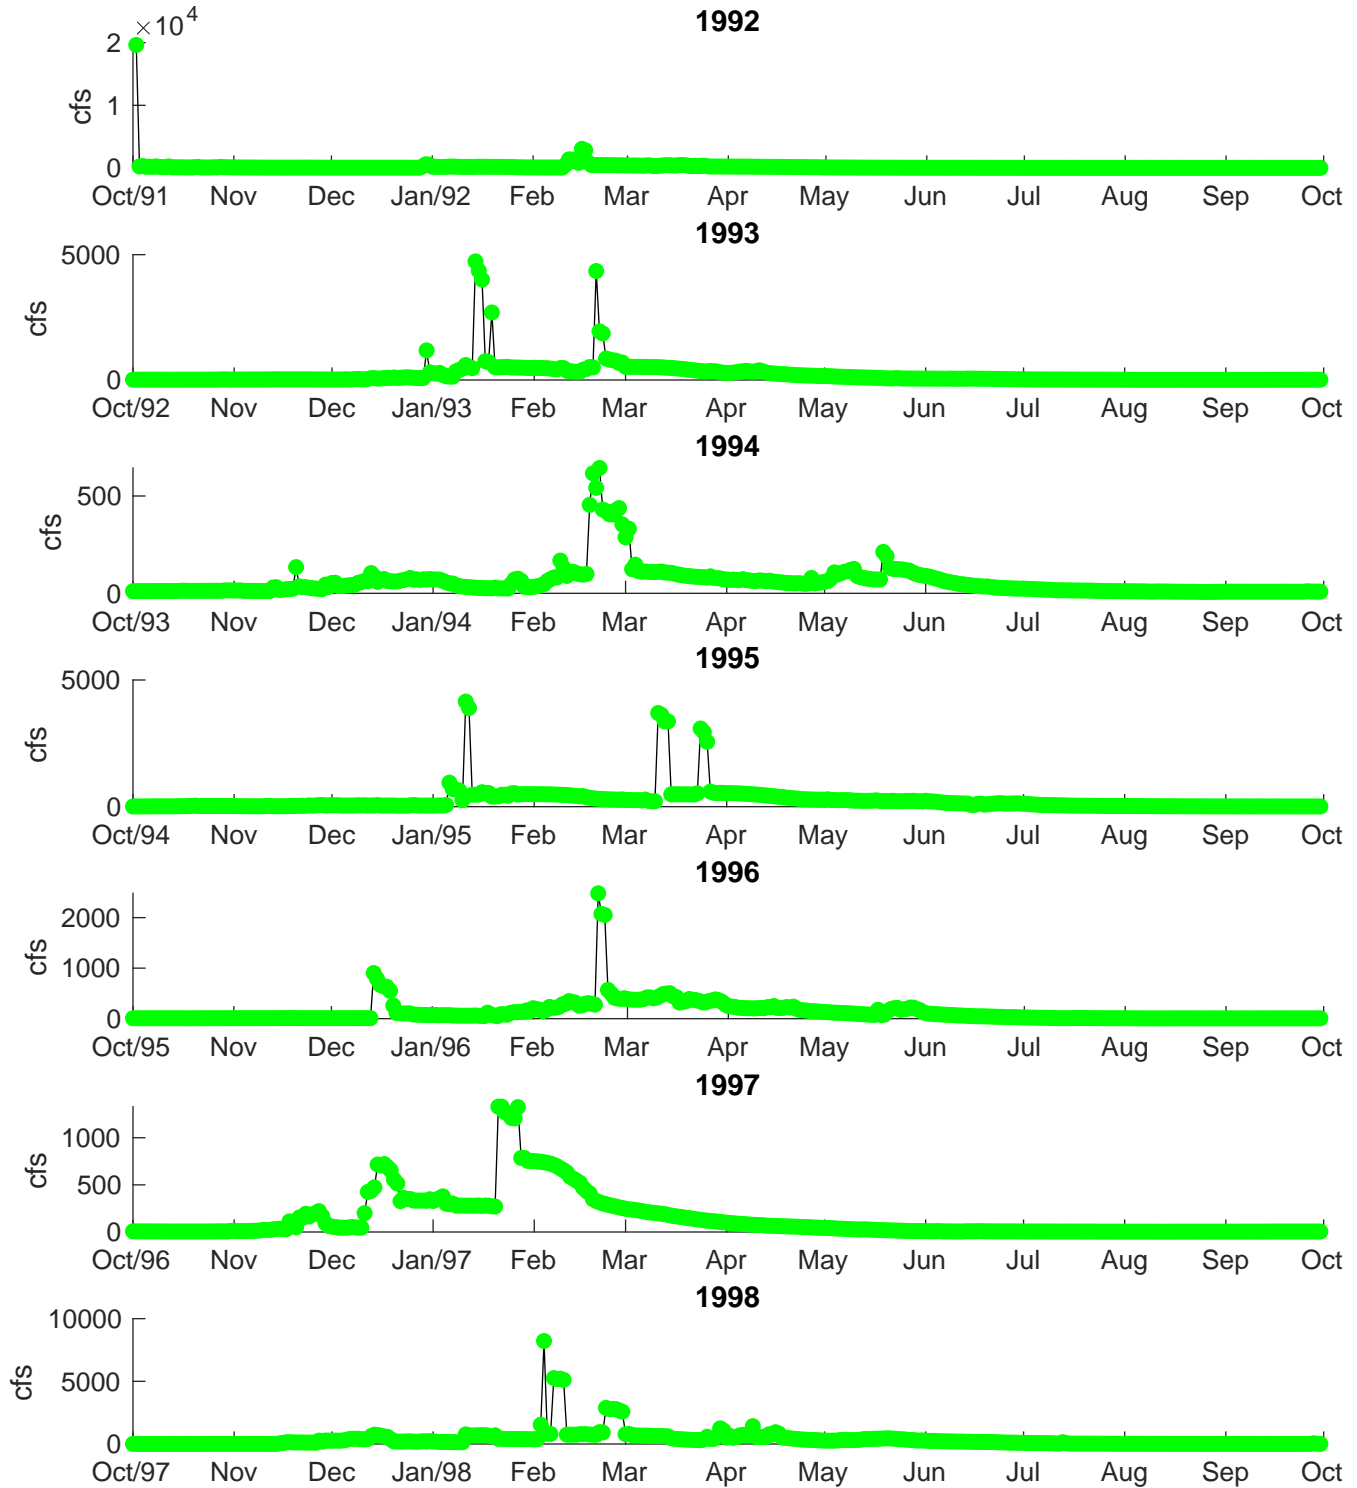 1992
×10^4
2
1
0
cfs
Oct/91 Nov Dec Jan/92 Feb Mar Apr May Jun Jul Aug Sep Oct
1993
5000
0
cfs
Oct/92 Nov Dec Jan/93 Feb Mar Apr May Jun Jul Aug Sep Oct
1994
500
0
cfs
Oct/93 Nov Dec Jan/94 Feb Mar Apr May Jun Jul Aug Sep Oct
1995
5000
0
cfs
Oct/94 Nov Dec Jan/95 Feb Mar Apr May Jun Jul Aug Sep Oct
1996
2000
1000
0
cfs
Oct/95 Nov Dec Jan/96 Feb Mar Apr May Jun Jul Aug Sep Oct
1997
1000
500
0
cfs
Oct/96 Nov Dec Jan/97 Feb Mar Apr May Jun Jul Aug Sep Oct
1998
10000
5000
0
cfs
Oct/97 Nov Dec Jan/98 Feb Mar Apr May Jun Jul Aug Sep Oct